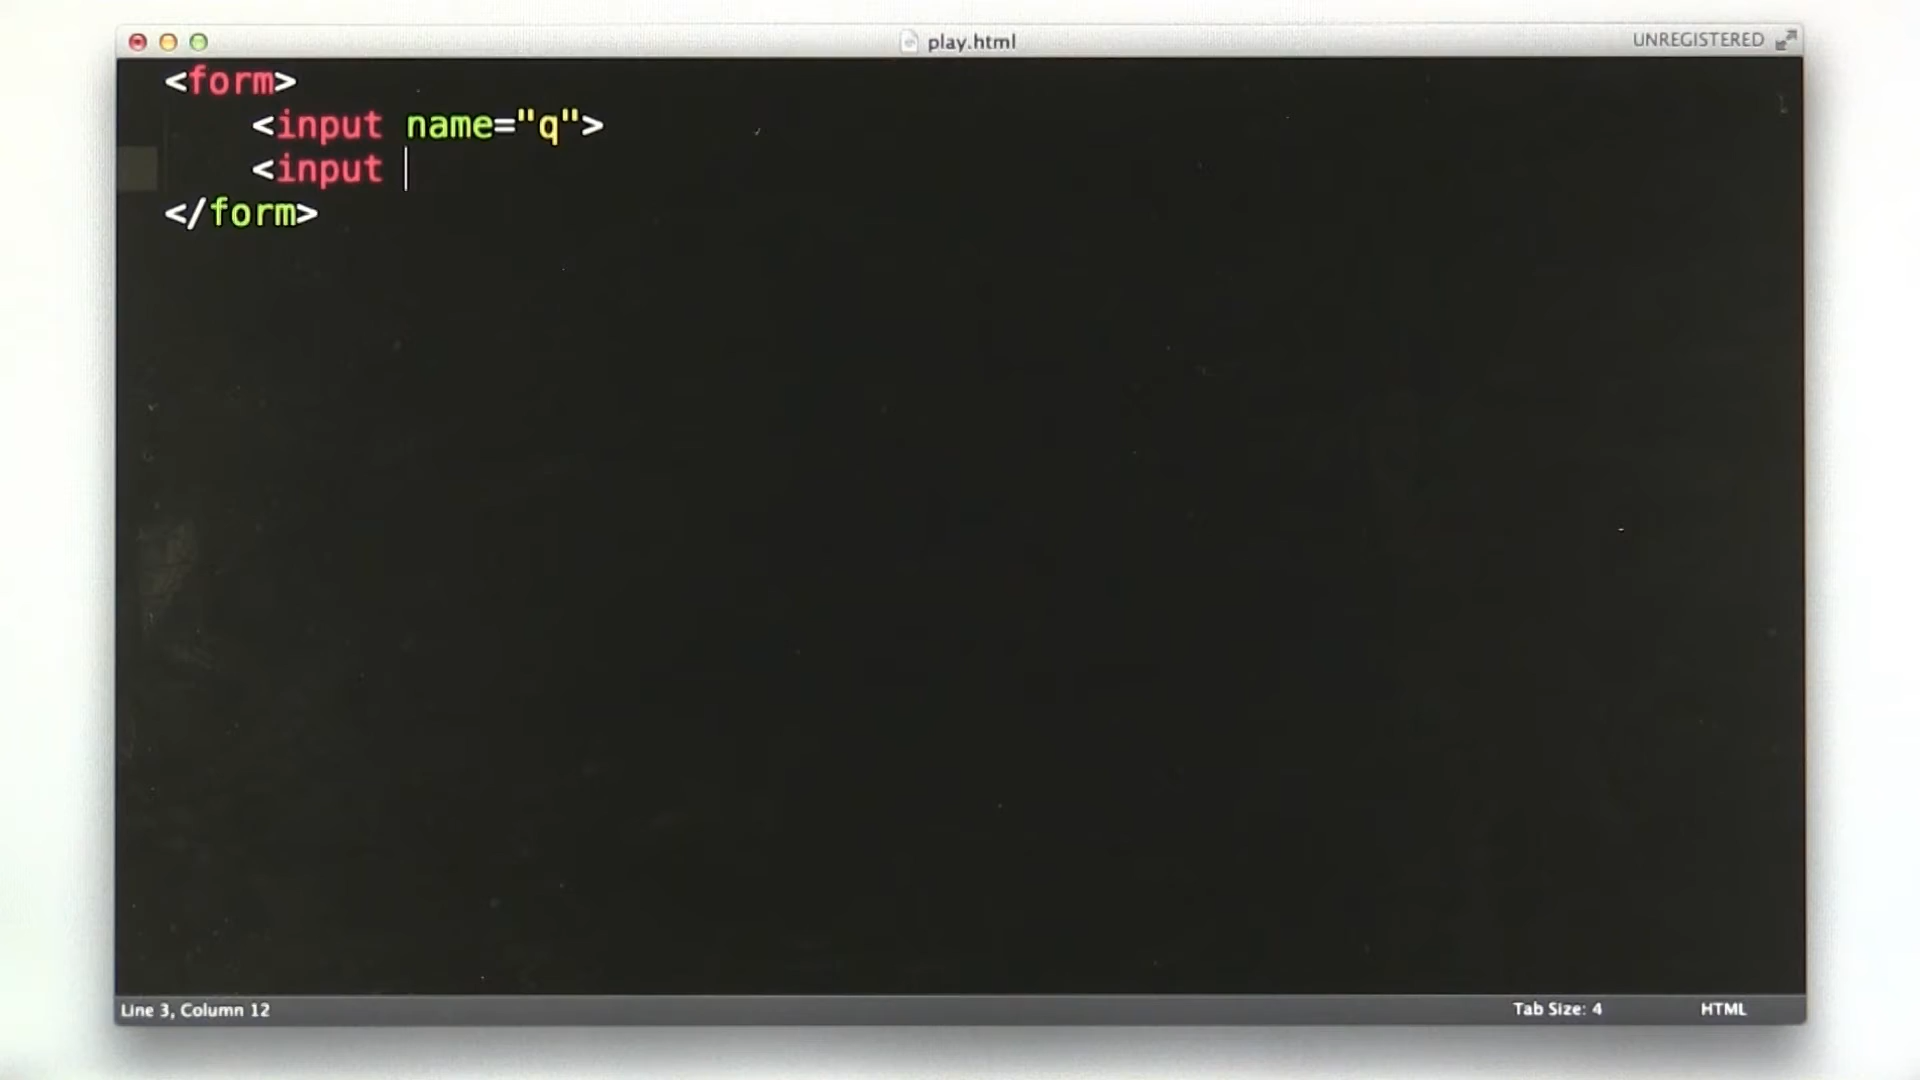 play.html
UNREGISTERED
<form>
<input name="q">
<input
</form>
Line 3, Column 12
Tab Size: 4
HTML